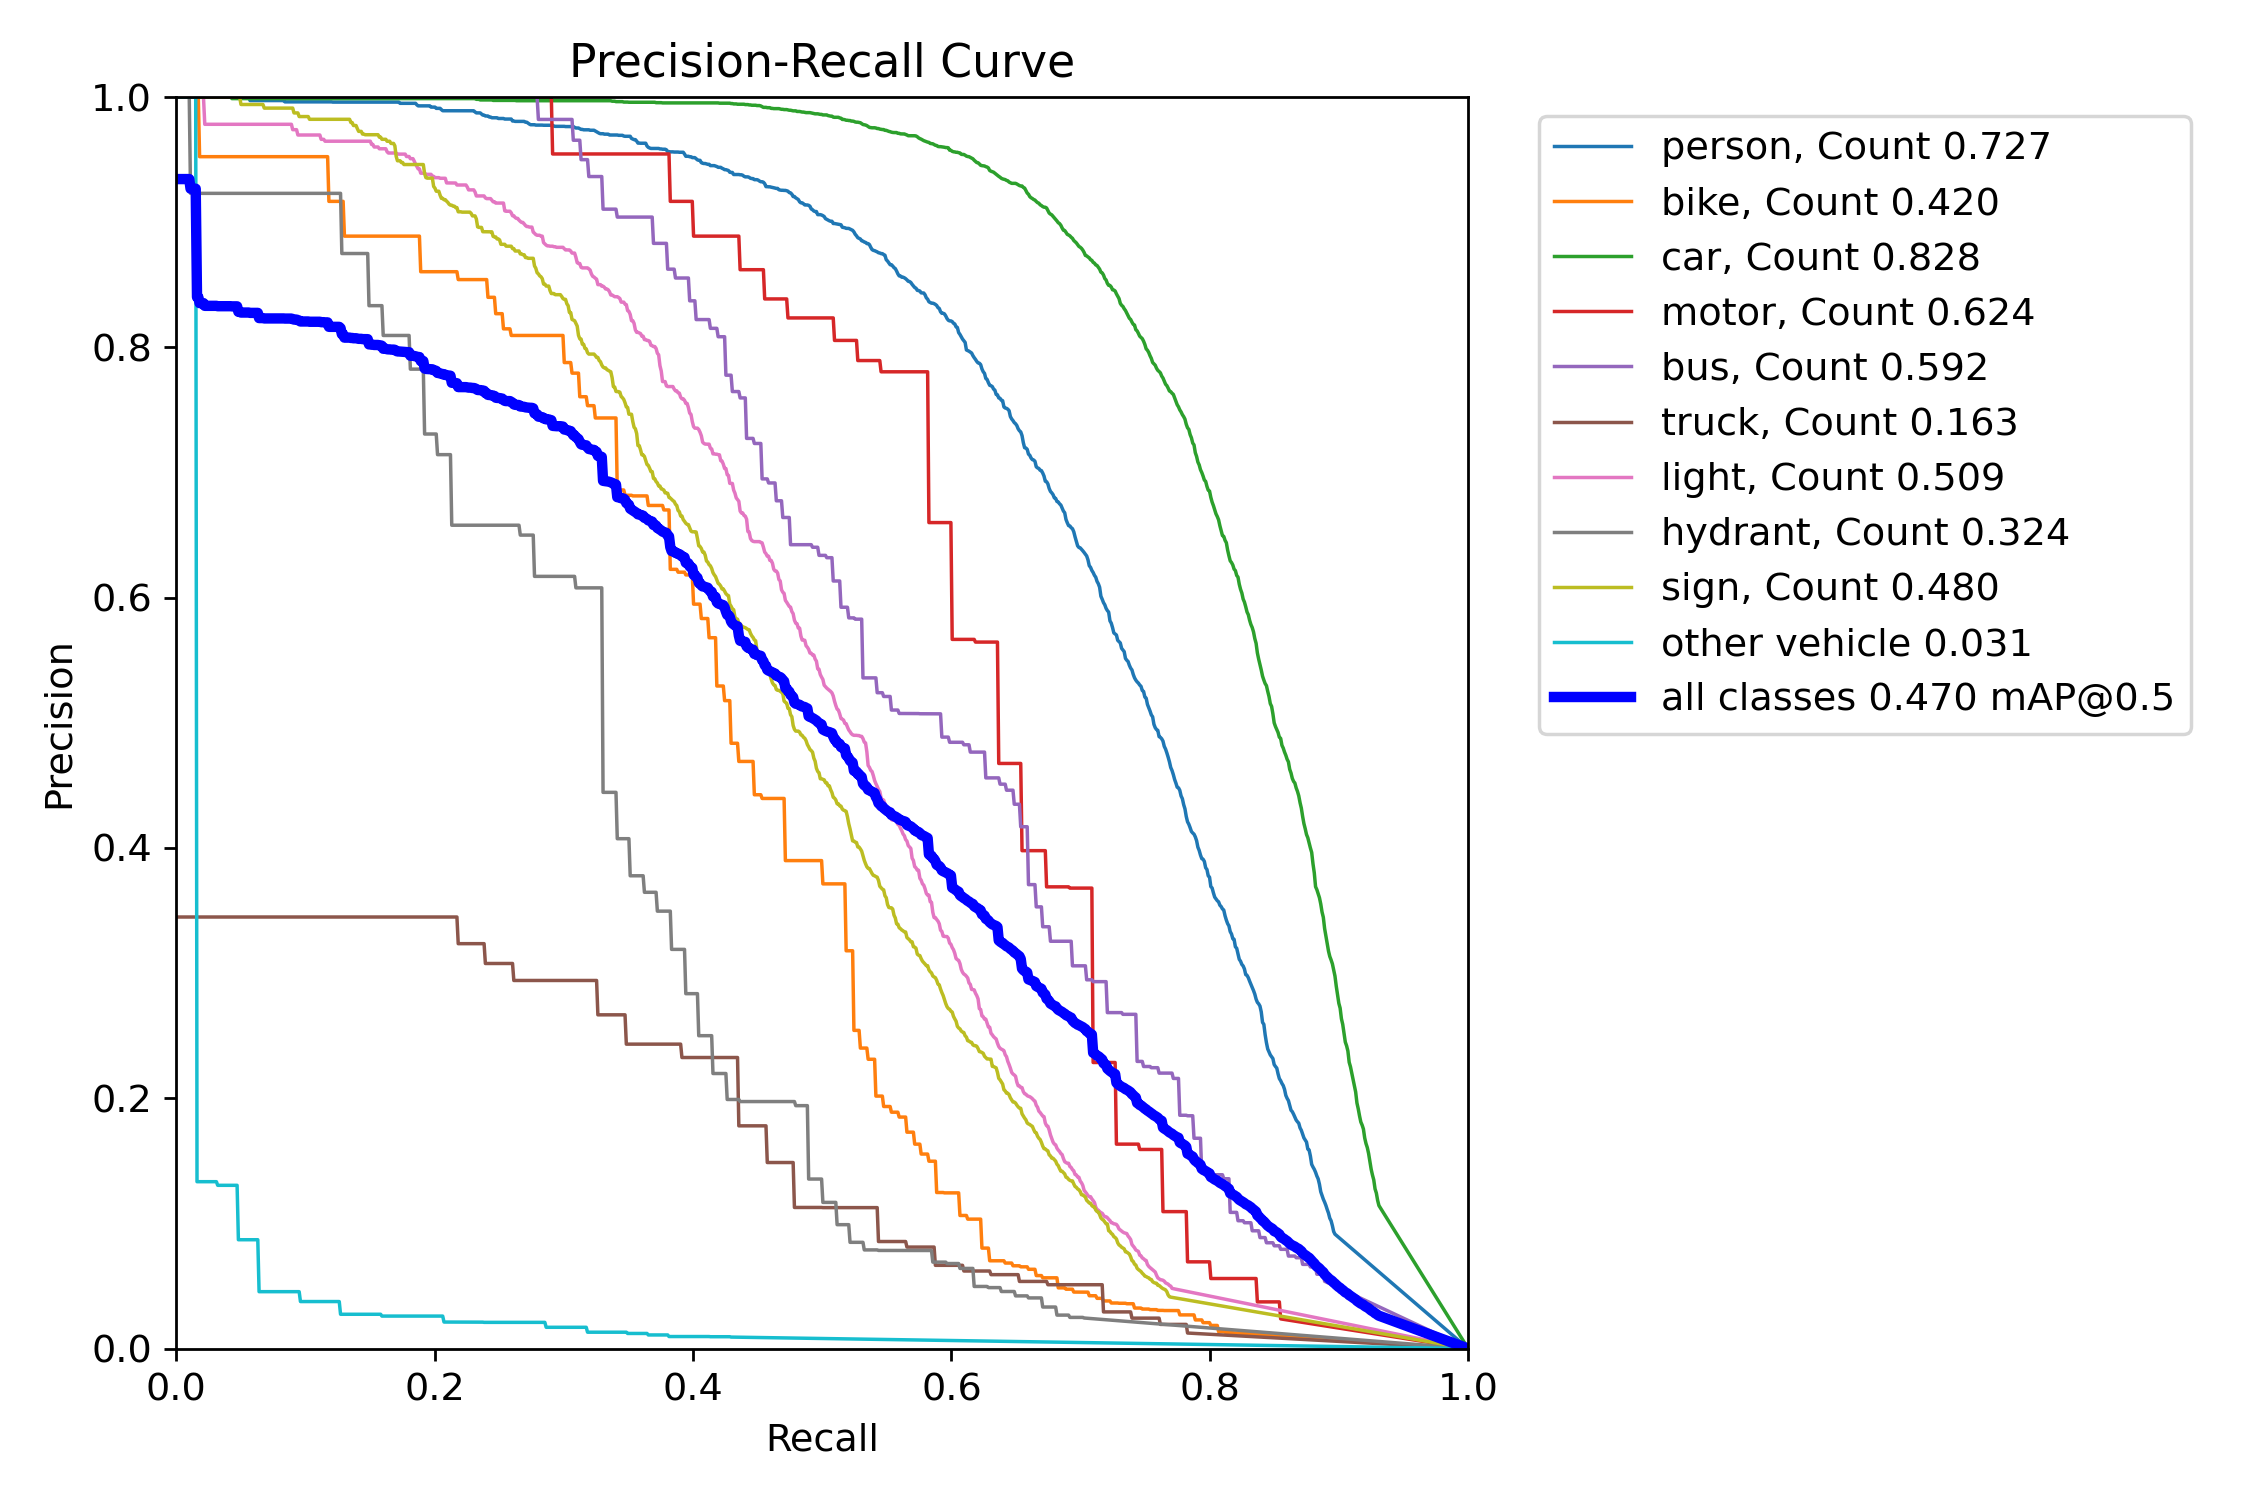 Precision-Recall Curve
1.0
0.8
0.6
0.4
0.2
0.0
Precision
0.0 0.2 0.4 0.6 0.8 1.0
Recall
person, Count 0.727
bike, Count 0.420
car, Count 0.828
motor, Count 0.624
bus, Count 0.592
truck, Count 0.163
light, Count 0.509
hydrant, Count 0.324
sign, Count 0.480
other vehicle 0.031
all classes 0.470 mAP@0.5